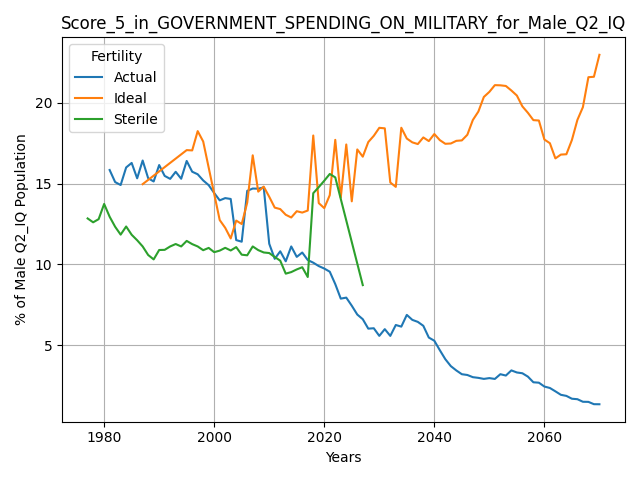 Score_5_in_GOVERNMENT_SPENDING_ON_MILITARY_for_Male_Q2_IQ
Fertility
Actual
Ideal
Sterile
% of Male Q2_IQ Population
20
15
10
5
1980 2000 2020 2040 2060
Years